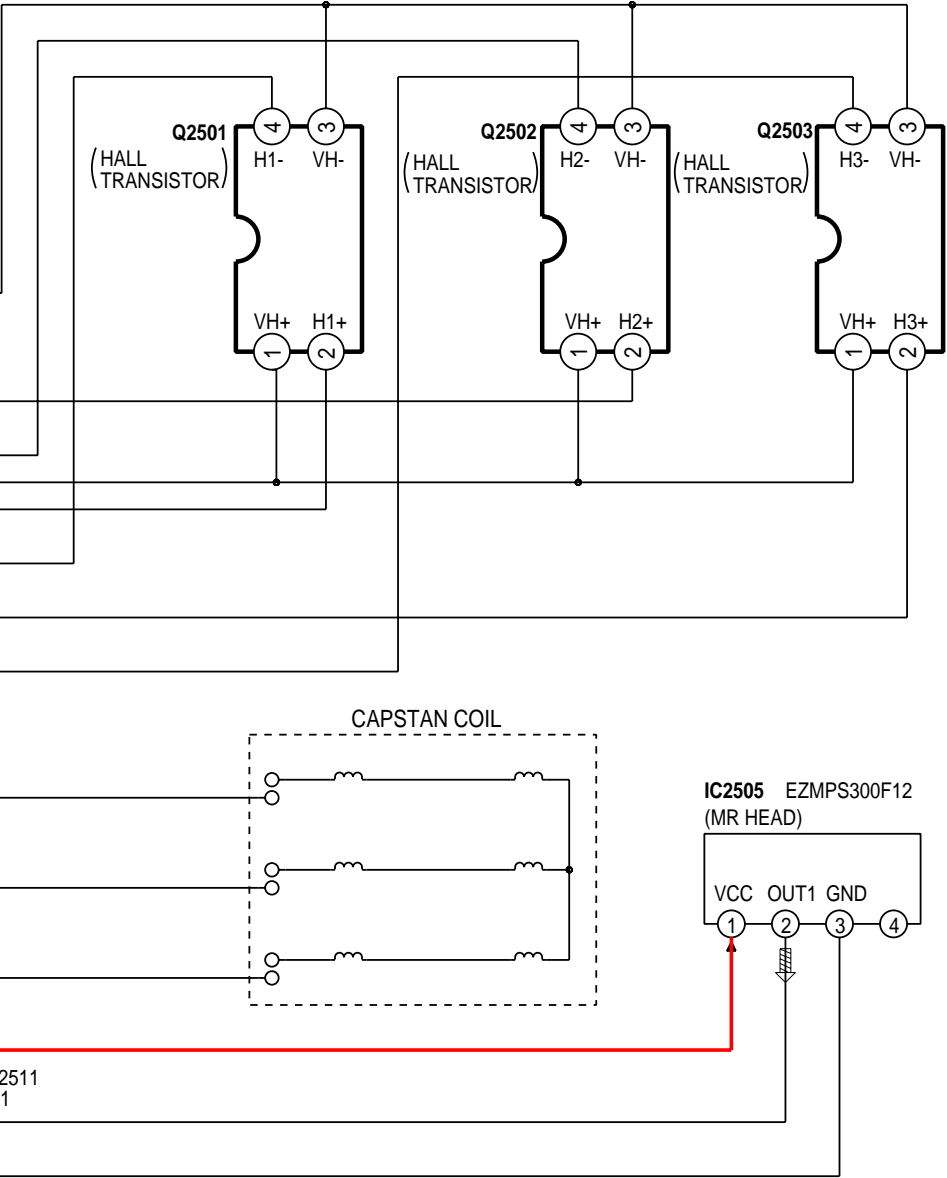 Q2501
(HALL
TRANSISTOR)
4 3
H1- VH-
VH+ H1+
1 2
Q2502
(HALL
TRANSISTOR)
4 3
H2- VH-
VH+ H2+
1 2
Q2503
(HALL
TRANSISTOR)
4 3
H3- VH-
VH+ H3+
1 2
CAPSTAN COIL
IC2505 EZMPS300F12
(MR HEAD)
VCC OUT1 GND
1 2 3 4
2511
1